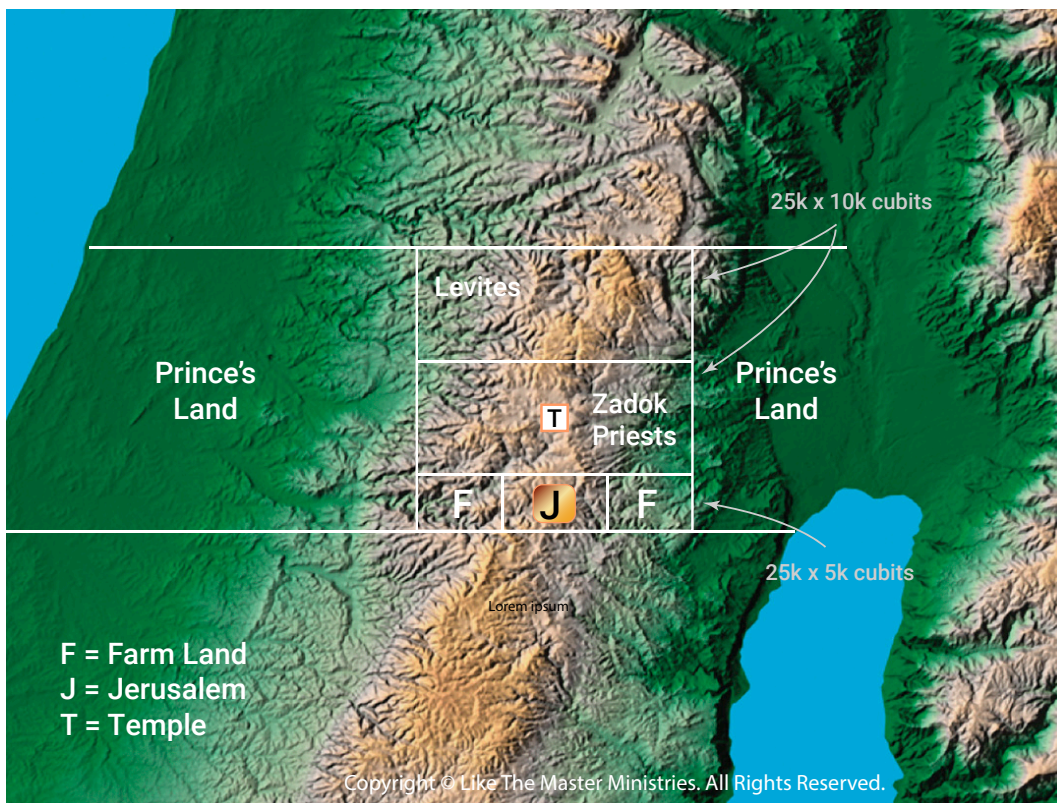 25k x 10k cubits
Levites
Prince’s
Land
Prince’s
Land
T
Zadok
Priests
F
J
F
25k x 5k cubits
Lorem ipsum
F = Farm Land
J = Jerusalem
T = Temple
Copyright © Like The Master Ministries. All Rights Reserved.